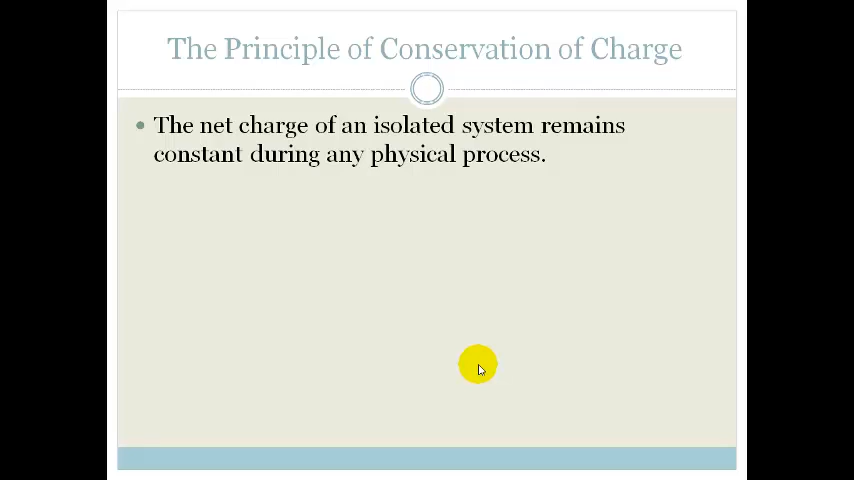 The Principle of Conservation of Charge
The net charge of an isolated system remains
constant during any physical process.